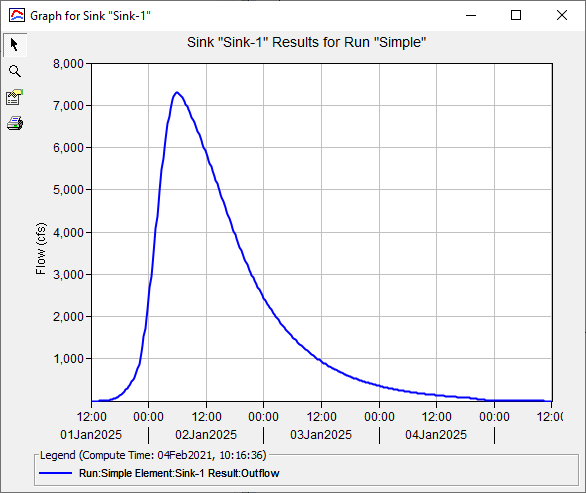 Graph for Sink "Sink-1"
Sink "Sink-1" Results for Run "Simple"
8,000
7,000
6,000
5,000
4,000
3,000
2,000
1,000
Flow (cfs)
12:00 00:00 12:00 00:00 12:00 00:00 12:00 00:00 12:00
01Jan2025 02Jan2025 03Jan2025 04Jan2025
Legend (Compute Time: 04Feb2021, 10:16:36)
Run:Simple Element:Sink-1 Result:Outflow